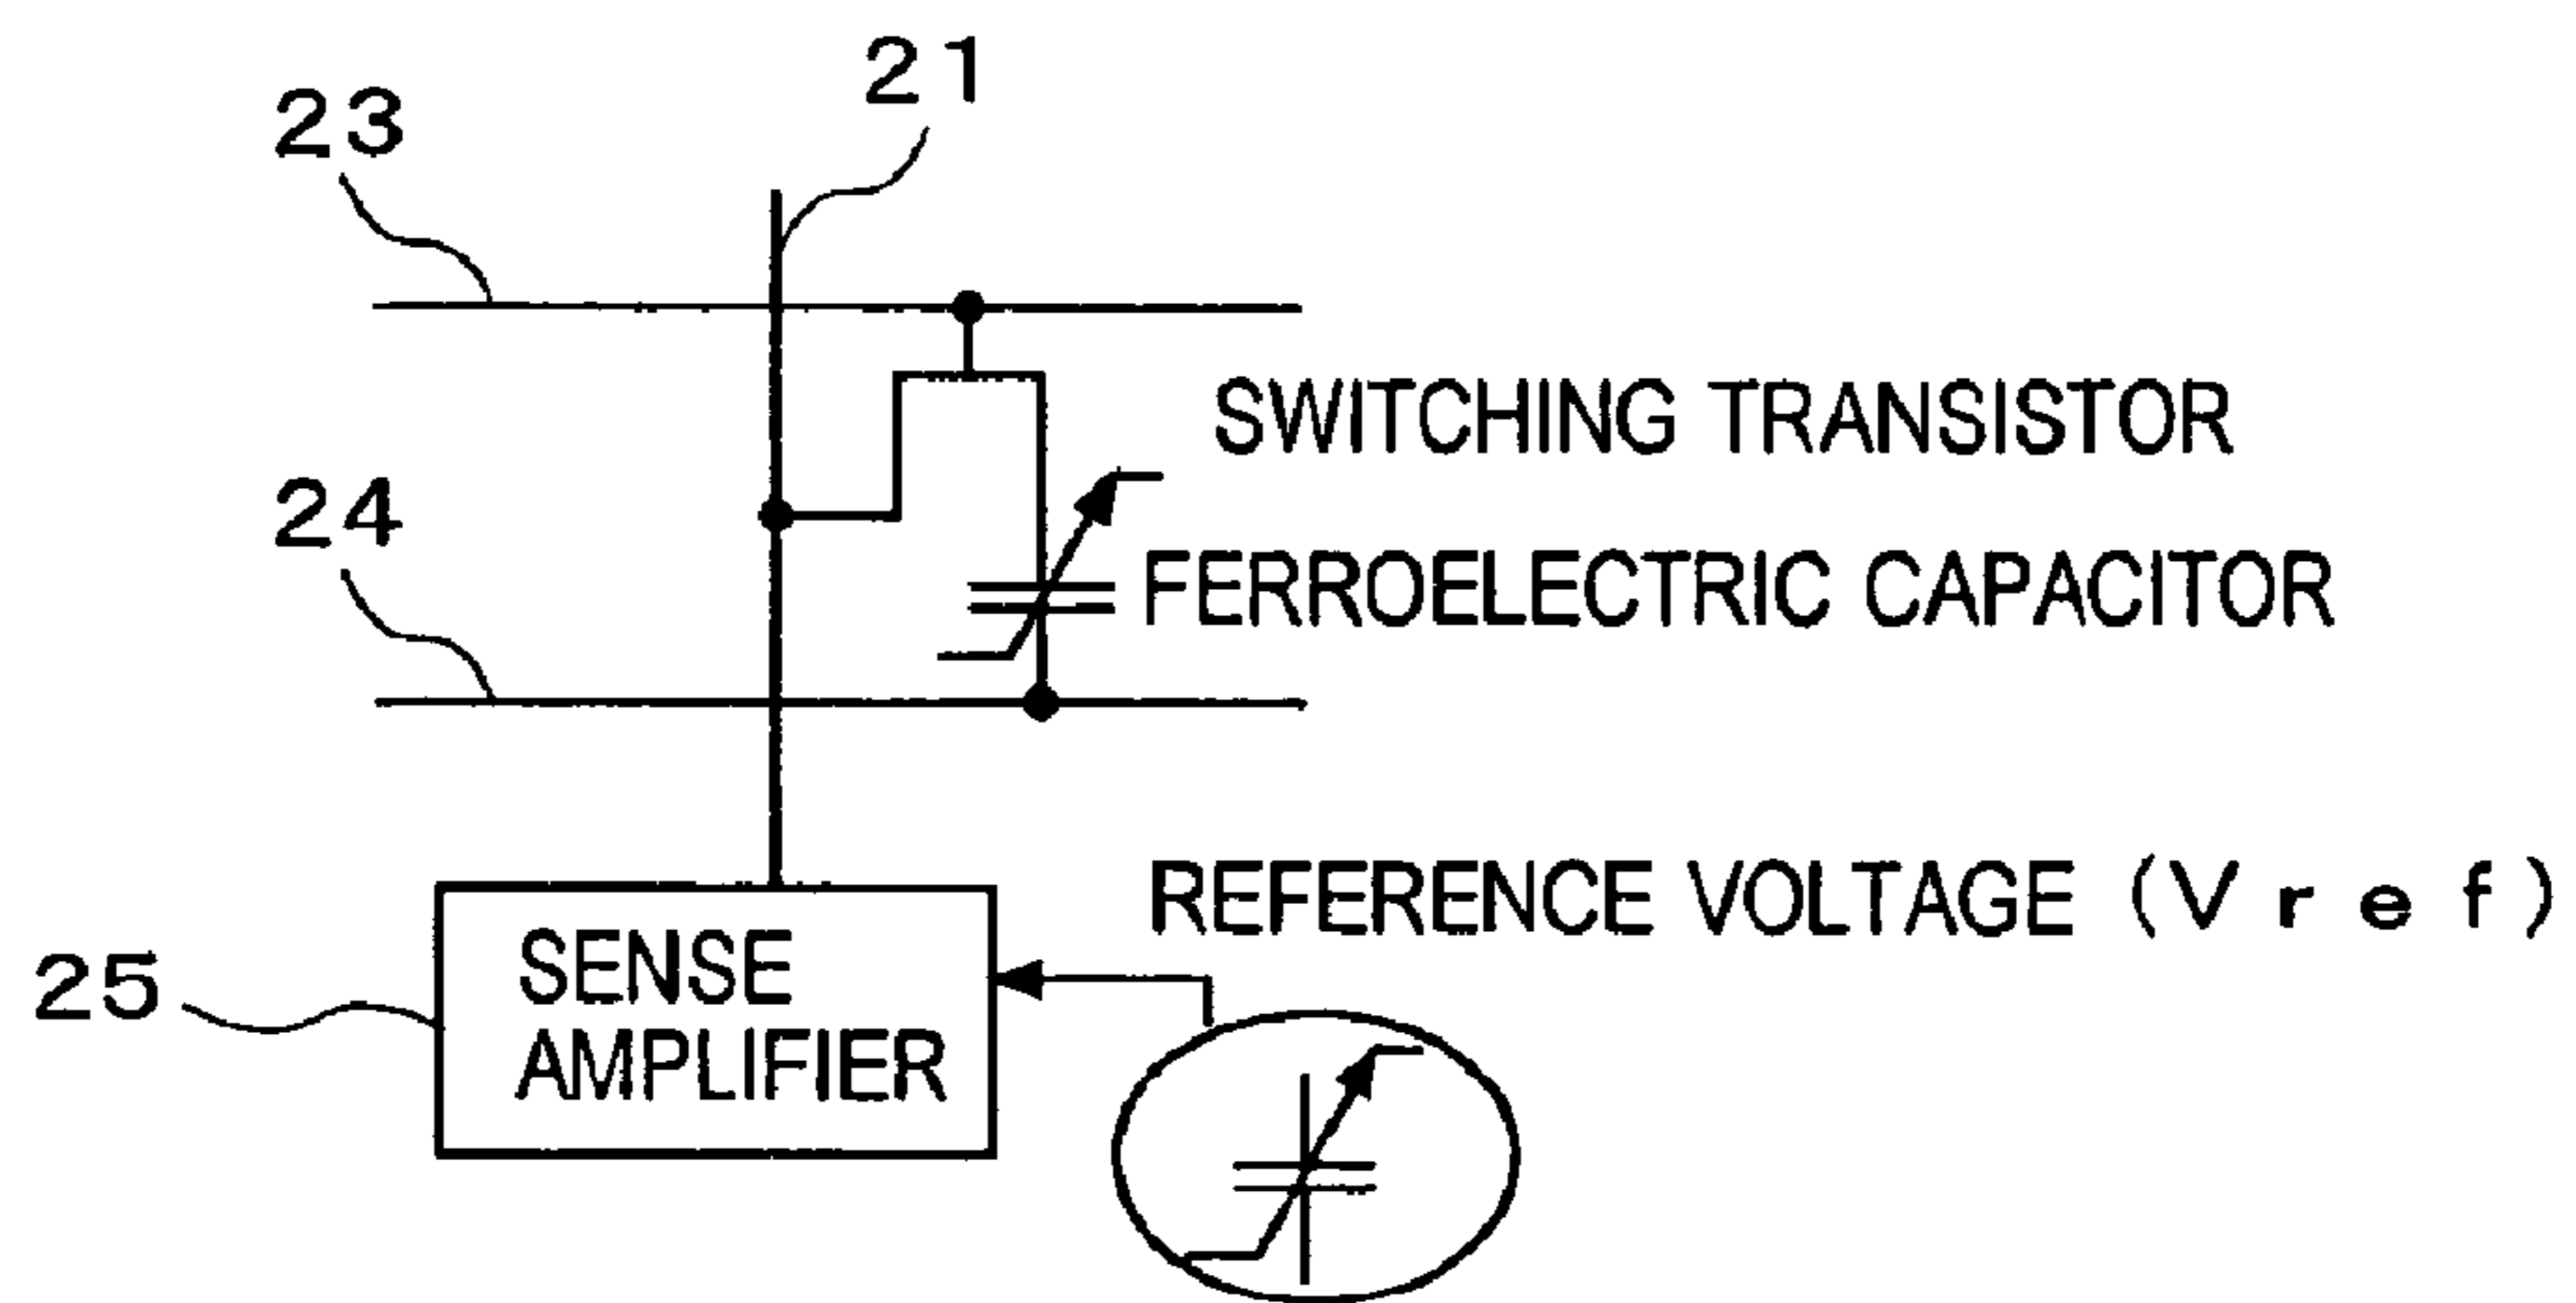 21
23
SWITCHING TRANSISTOR
24
FERROELECTRIC CAPACITOR
REFERENCE VOLTAGE (Vref)
25
SENSE
AMPLIFIER